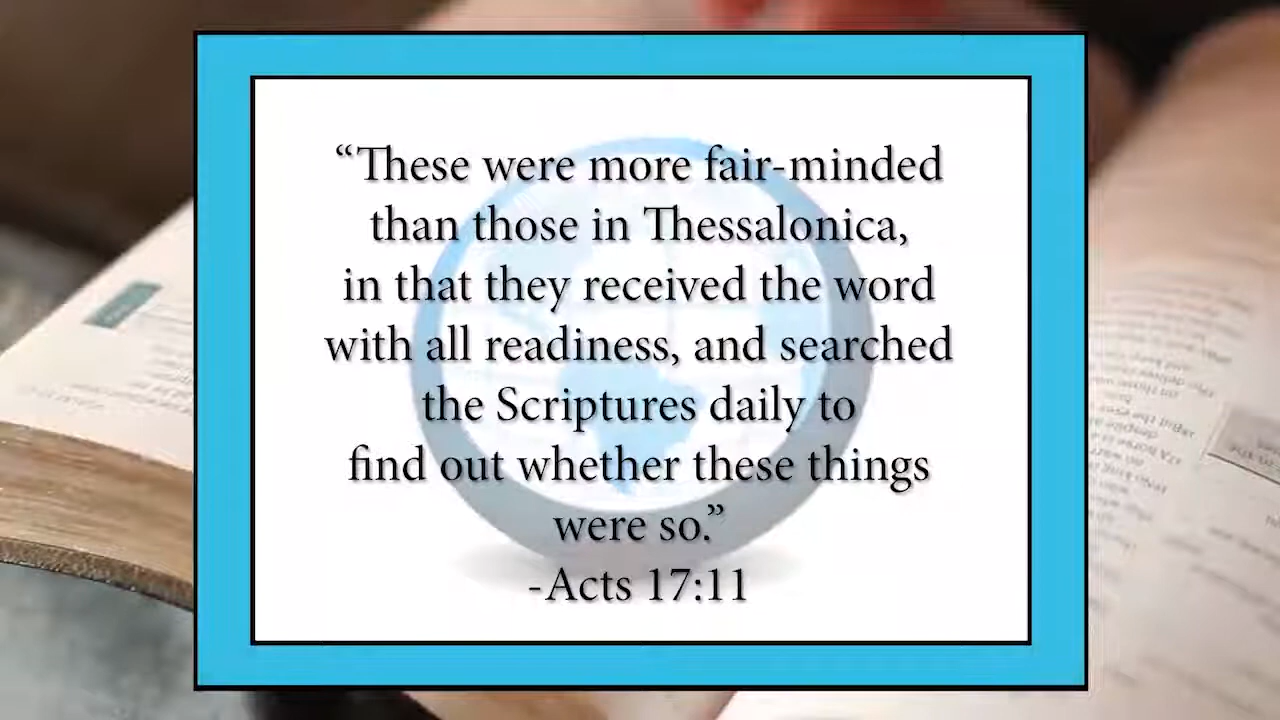 “These were more fair-minded
than those in Thessalonica,
in that they received the word
with all readiness, and searched
the Scriptures daily to
find out whether these things
were so.”
-Acts 17:11